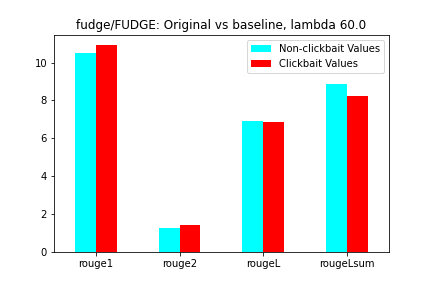 fudge/FUDGE: Original vs baseline, lambda 60.0
Non-clickbait Values
Clickbait Values
10
8
6
4
2
0
rouge1 rouge2 rougeL rougeLsum